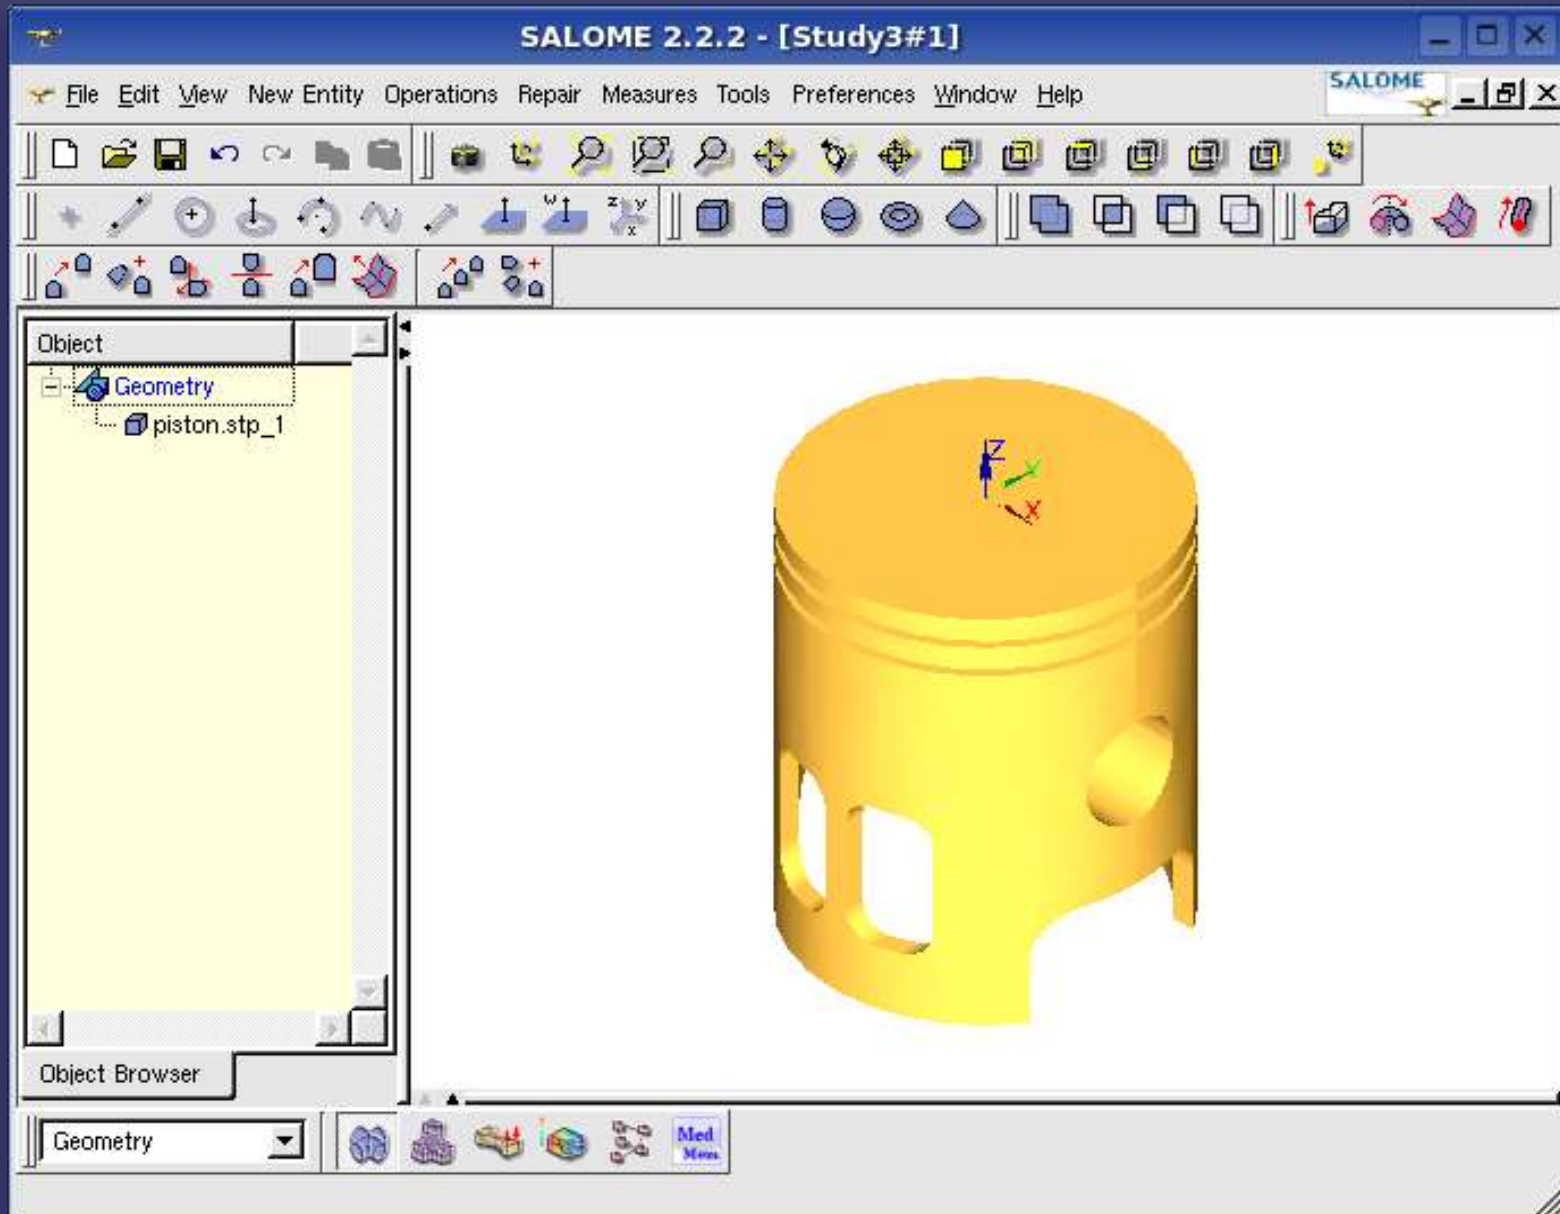 SALOME 2.2.2 - [Study3#1]
File Edit View New Entity Operations Repair Measures Tools Preferences Window Help
SALOME
Object
Geometry
piston.stp_1
Z
Y
X
Object Browser
Geometry
Med
Mem